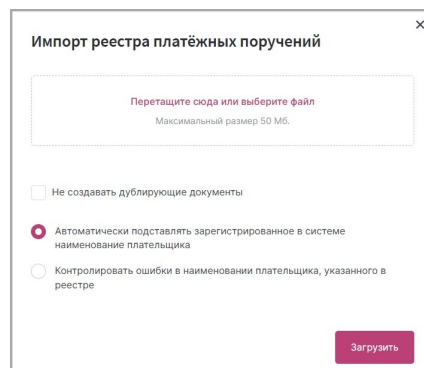 Импорт реестра платёжных поручений
Перетащите сюда или выберите файл
Максимальный размер 50 Мб.
Не создавать дублирующие документы
Автоматически подставлять зарегистрированное в системе
наименование плательщика
Контролировать ошибки в наименовании плательщика, указанного в
реестре
Загрузить